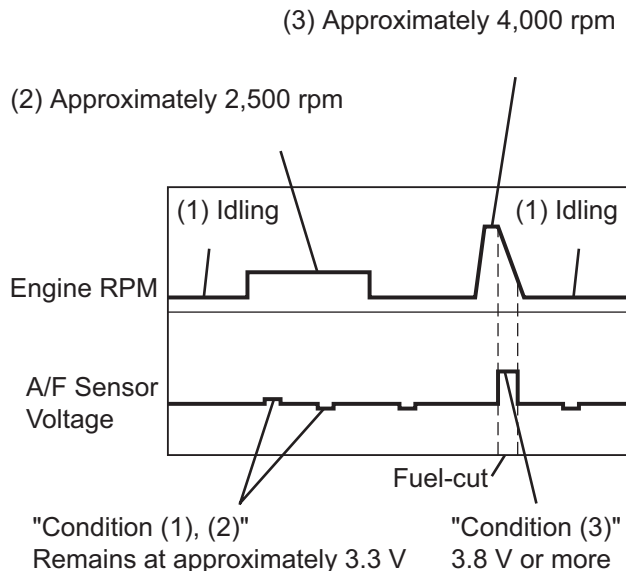 (3) Approximately 4,000 rpm
(2) Approximately 2,500 rpm
(1) Idling
(1) Idling
Engine RPM
A/F Sensor
Voltage
Fuel-cut
"Condition (1), (2)"
Remains at approximately 3.3 V
"Condition (3)"
3.8 V or more